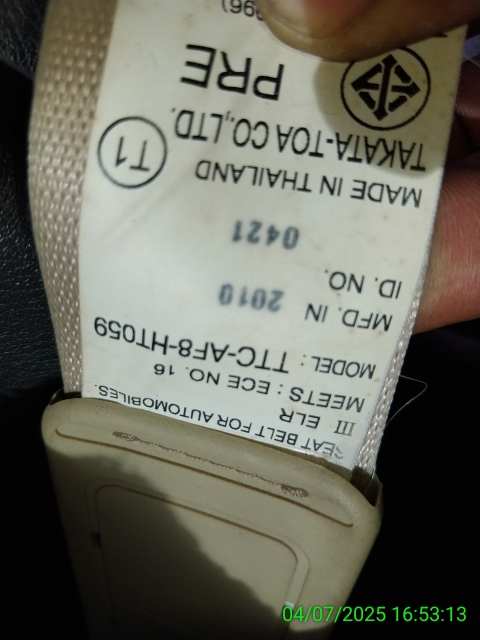 SEAT BELT FOR AUTOMOBILES.
III ELR
MEETS : ECE NO. 16
MODEL : TTC-AF8-HT059
MFD. IN 2010
ID. NO.
0421
MADE IN THAILAND
T1
TAKATA-TOA CO.,LTD.
PRE
04/07/2025 16:53:13